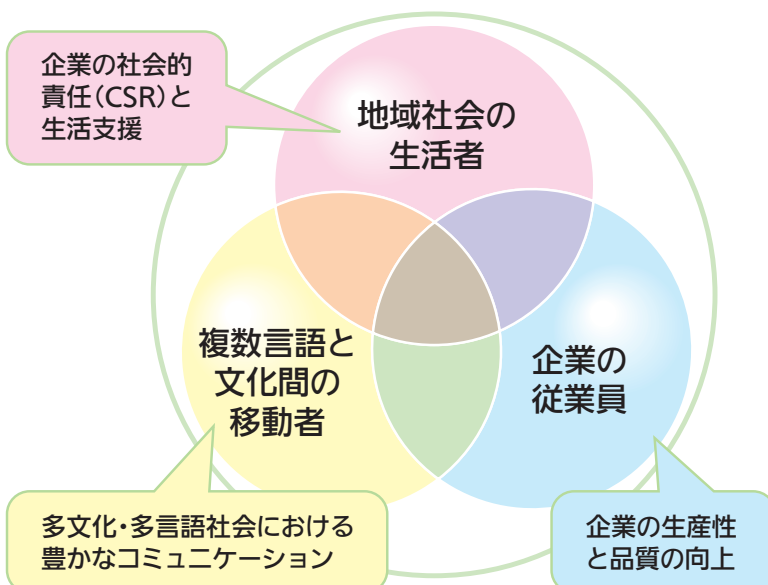 企業の社会的
責任（CSR）と
生活支援
地域社会の
生活者
複数言語と
文化間の
移動者
企業の
従業員
多文化・多言語社会における
豊かなコミュニケーション
企業の生産性
と品質の向上